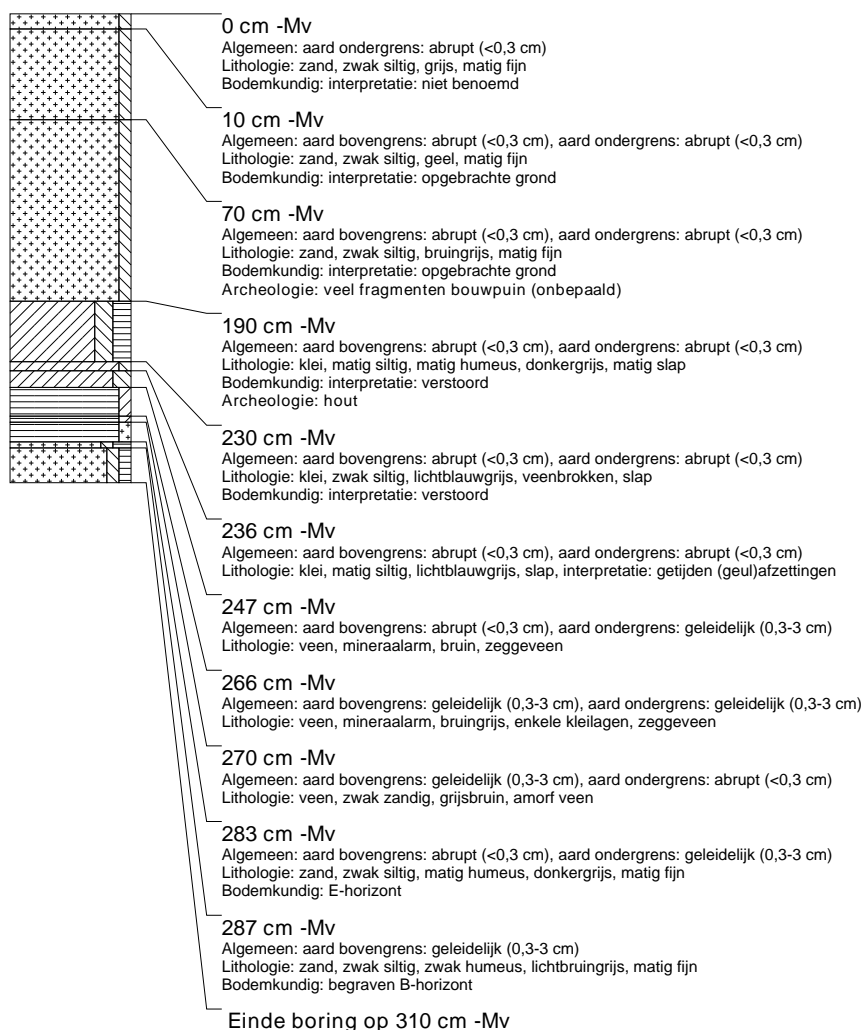 0 cm -Mv
Algemeen: aard ondergrens: abrupt (<0,3 cm)
Lithologie: zand, zwak siltig, grijs, matig fijn
Bodemkundig: interpretatie: niet benoemd
10 cm -Mv
Algemeen: aard bovengrens: abrupt (<0,3 cm), aard ondergrens: abrupt (<0,3 cm)
Lithologie: zand, zwak siltig, geel, matig fijn
Bodemkundig: interpretatie: opgebrachte grond
70 cm -Mv
Algemeen: aard bovengrens: abrupt (<0,3 cm), aard ondergrens: abrupt (<0,3 cm)
Lithologie: zand, zwak siltig, bruingrijs, matig fijn
Bodemkundig: interpretatie: opgebrachte grond
Archeologie: veel fragmenten bouwpuin (onbepaald)
190 cm -Mv
Algemeen: aard bovengrens: abrupt (<0,3 cm), aard ondergrens: abrupt (<0,3 cm)
Lithologie: klei, matig siltig, matig humeus, donkergrijs, matig slap
Bodemkundig: interpretatie: verstoord
Archeologie: hout
230 cm -Mv
Algemeen: aard bovengrens: abrupt (<0,3 cm), aard ondergrens: abrupt (<0,3 cm)
Lithologie: klei, zwak siltig, lichtblauwgrijs, veenbrokken, slap
Bodemkundig: interpretatie: verstoord
236 cm -Mv
Algemeen: aard bovengrens: abrupt (<0,3 cm), aard ondergrens: abrupt (<0,3 cm)
Lithologie: klei, matig siltig, lichtblauwgrijs, slap, interpretatie: getijden (geul)afzettingen
247 cm -Mv
Algemeen: aard bovengrens: abrupt (<0,3 cm), aard ondergrens: geleidelijk (0,3-3 cm)
Lithologie: veen, mineraalarm, bruin, zeggeveen
266 cm -Mv
Algemeen: aard bovengrens: geleidelijk (0,3-3 cm), aard ondergrens: geleidelijk (0,3-3 cm)
Lithologie: veen, mineraalarm, bruingrijs, enkele kleilagen, zeggeveen
270 cm -Mv
Algemeen: aard bovengrens: geleidelijk (0,3-3 cm), aard ondergrens: abrupt (<0,3 cm)
Lithologie: veen, zwak zandig, grijsbruin, amorf veen
283 cm -Mv
Algemeen: aard bovengrens: abrupt (<0,3 cm), aard ondergrens: geleidelijk (0,3-3 cm)
Lithologie: zand, zwak siltig, matig humeus, donkergrijs, matig fijn
Bodemkundig: E-horizont
287 cm -Mv
Algemeen: aard bovengrens: geleidelijk (0,3-3 cm)
Lithologie: zand, zwak siltig, zwak humeus, lichtbruingrijs, matig fijn
Bodemkundig: begraven B-horizont
Einde boring op 310 cm -Mv